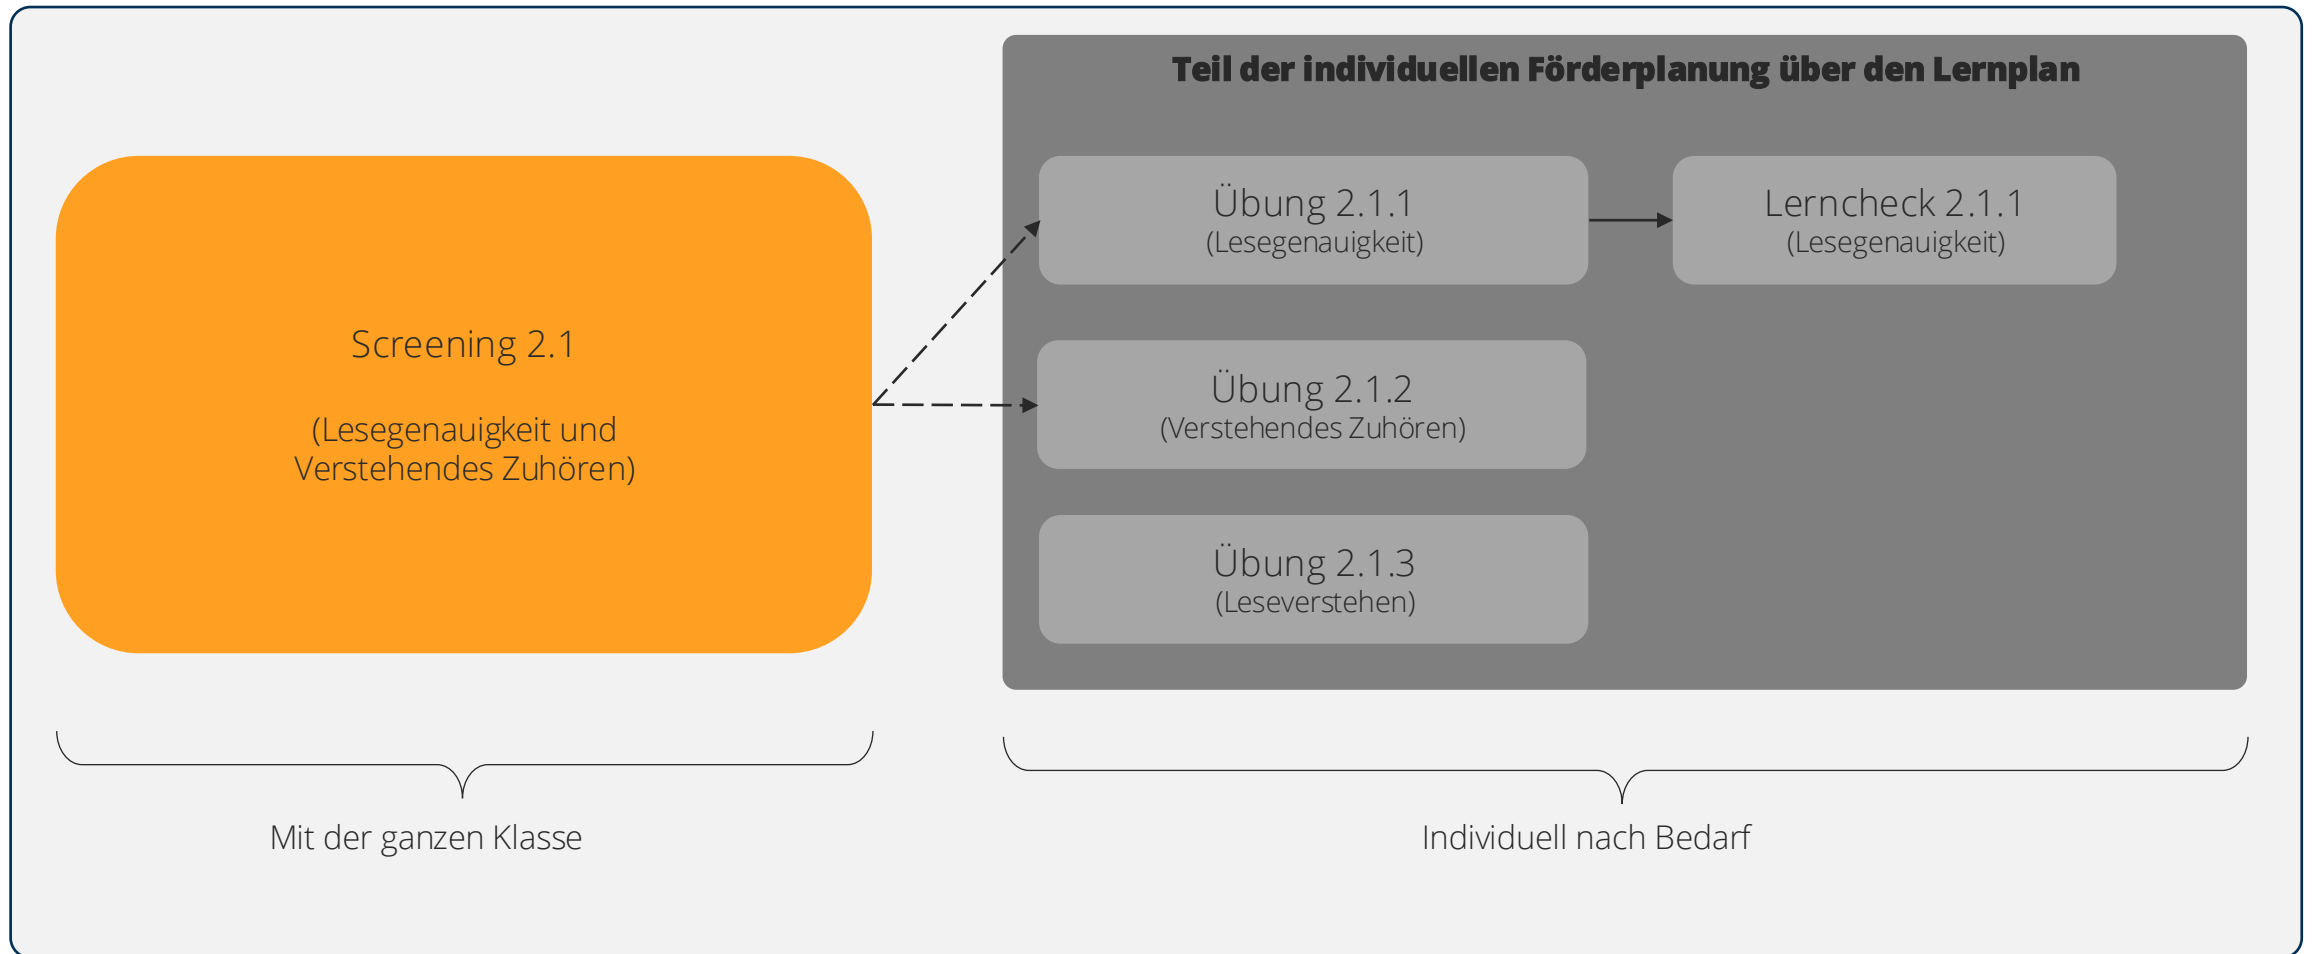 Teil der individuellen Förderplanung über den Lernplan
Screening 2.1
(Lesegenauigkeit und
Verstehendes Zuhören)
Übung 2.1.1
(Lesegenauigkeit)
Lerncheck 2.1.1
(Lesegenauigkeit)
Übung 2.1.2
(Verstehendes Zuhören)
Übung 2.1.3
(Leseverstehen)
Mit der ganzen Klasse
Individuell nach Bedarf